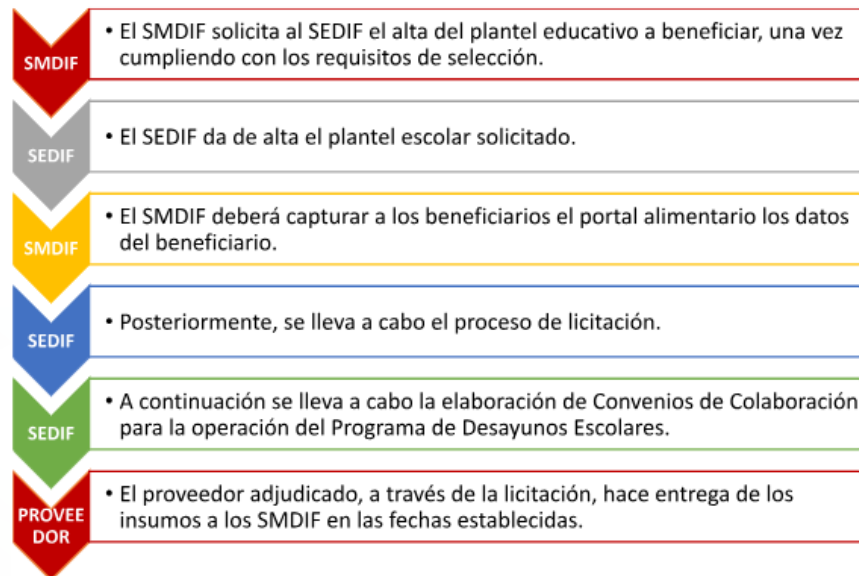 SMDIF
• El SMDIF solicita al SEDIF el alta del plantel educativo a beneficiar, una vez
cumpliendo con los requisitos de selección.
SEDIF
• El SEDIF da de alta el plantel escolar solicitado.
SMDIF
• El SMDIF deberá capturar a los beneficiarios el portal alimentario los datos
del beneficiario.
SEDIF
• Posteriormente, se lleva a cabo el proceso de licitación.
SEDIF
• A continuación se lleva a cabo la elaboración de Convenios de Colaboración
para la operación del Programa de Desayunos Escolares.
PROVEE
DOR
• El proveedor adjudicado, a través de la licitación, hace entrega de los
insumos a los SMDIF en las fechas establecidas.